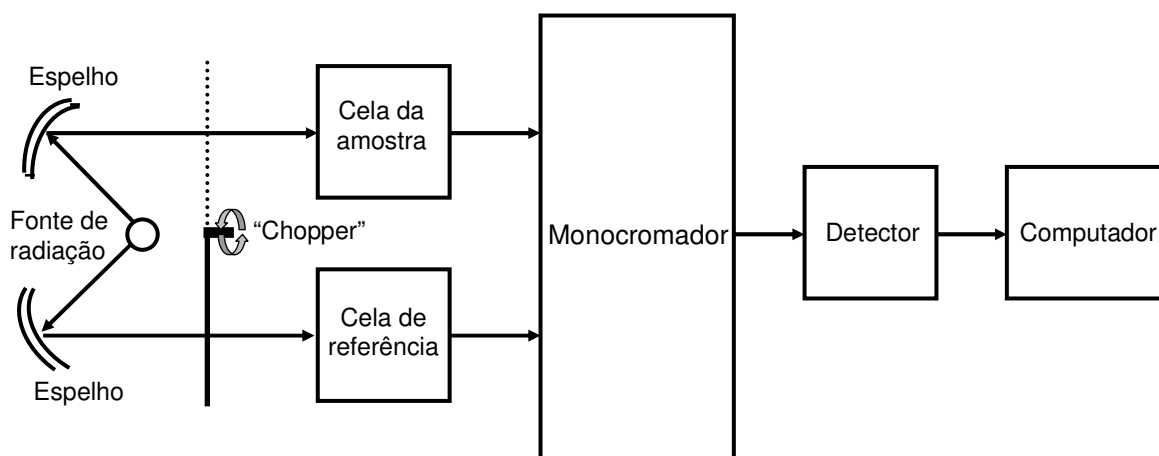 Espelho
Cela da
amostra
Fonte de
radiação
“Chopper”
Monocromador
Detector
Computador
Cela de
referência
Espelho